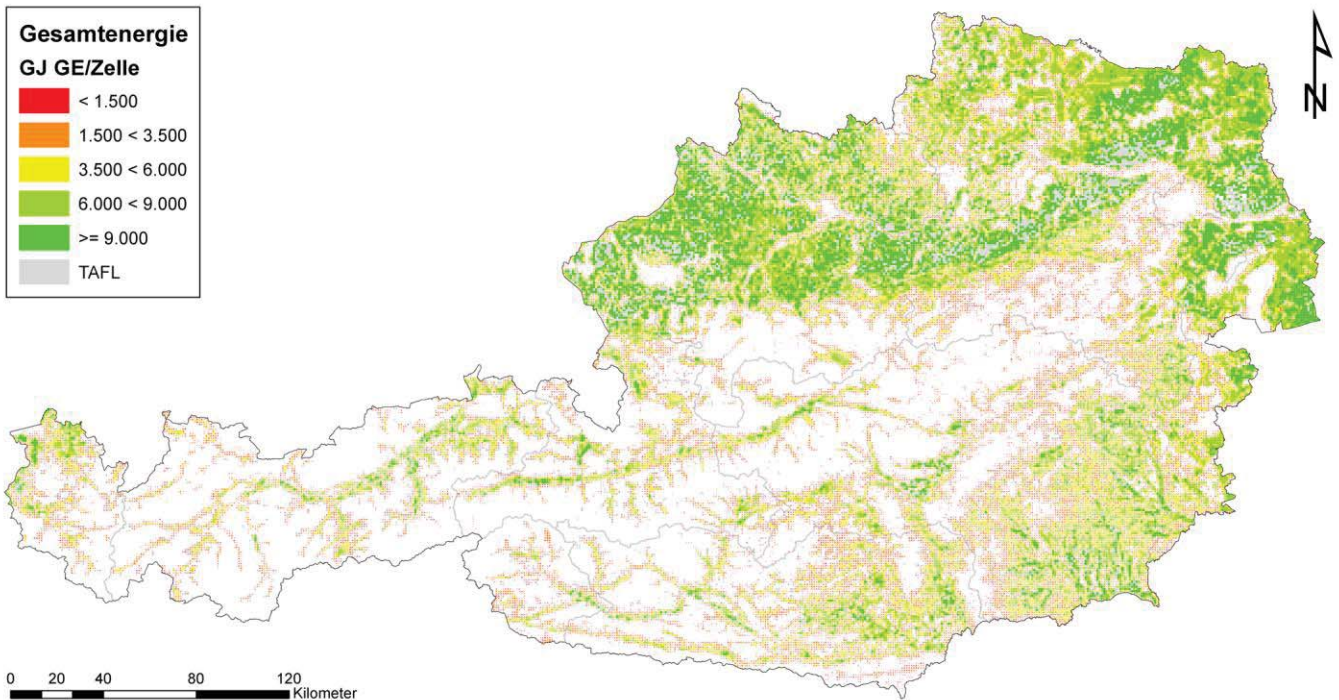 Gesamtenergie
GJ GE/Zelle
< 1.500
1.500 < 3.500
3.500 < 6.000
6.000 < 9.000
>= 9.000
TAFL
N
0 20 40 80 120
Kilometer